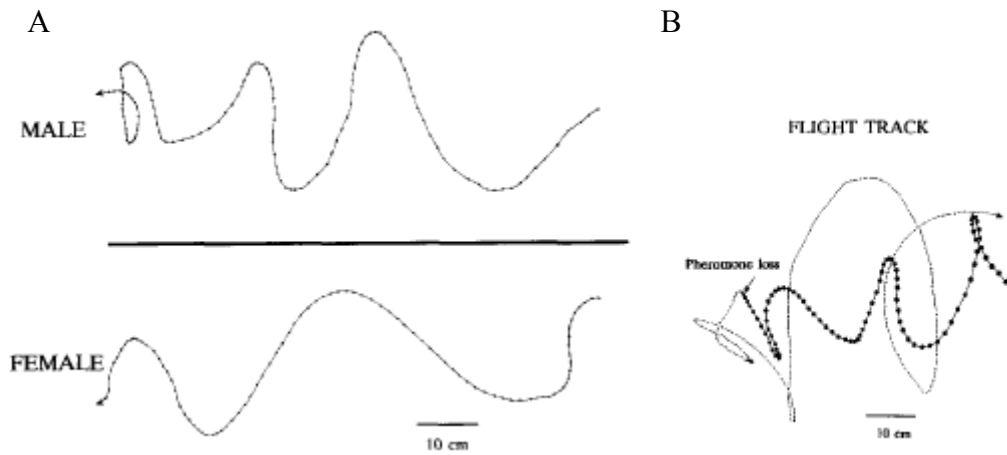 A
B
MALE
FLIGHT TRACK
Pheromone loss
FEMALE
10 cm
10 cm